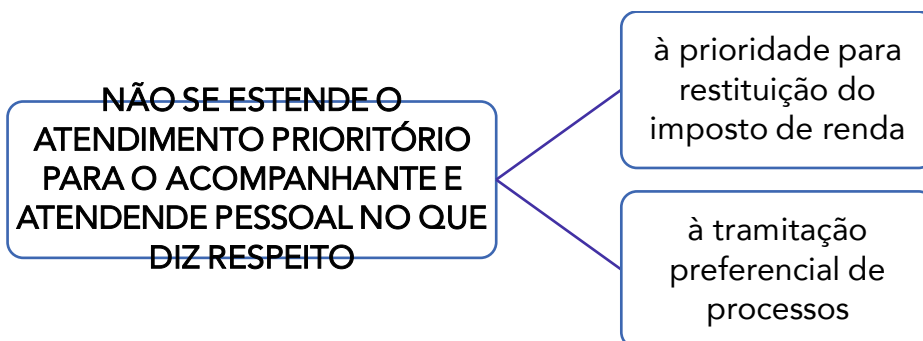 NÃO SE ESTENDE O
ATENDIMENTO PRIORITÓRIO
PARA O ACOMPANHANTE E
ATENDENDE PESSOAL NO QUE
DIZ RESPEITO
à prioridade para
restituição do
imposto de renda
à tramitação
preferencial de
processos